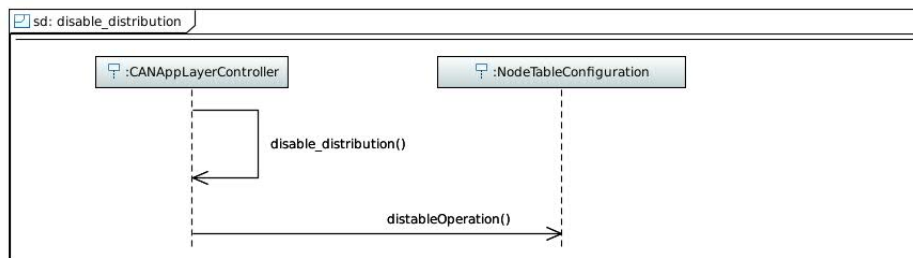 sd: disable_distribution
:CANAppLayerController
:NodeTableConfiguration
disable_distribution()
distableOperation()